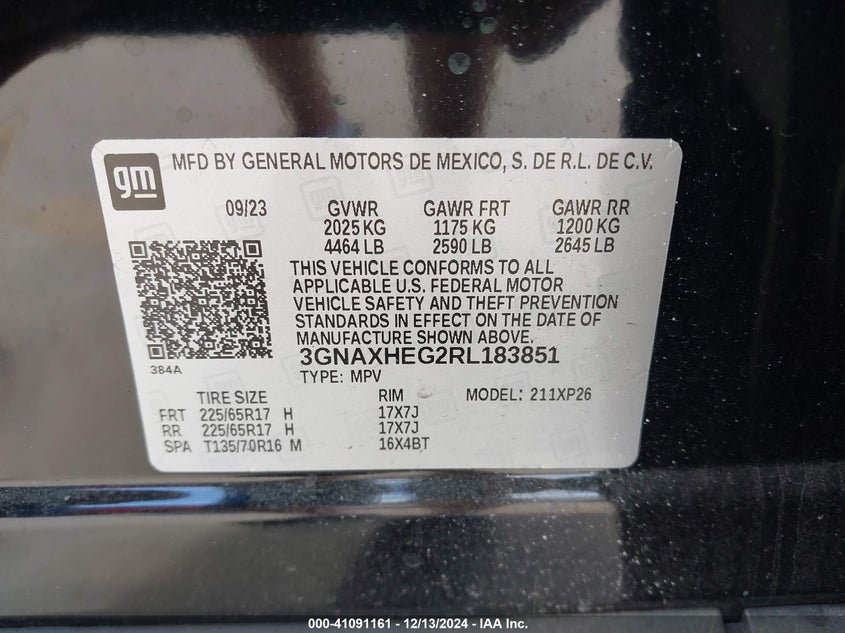 gm
MFD BY GENERAL MOTORS DE MEXICO, S. DE R.L. DE C.V.
09/23 GVWR GAWR FRT GAWR RR
2025 KG 1175 KG 1200 KG
4464 LB 2590 LB 2645 LB
THIS VEHICLE CONFORMS TO ALL
APPLICABLE U.S. FEDERAL MOTOR
VEHICLE SAFETY AND THEFT PREVENTION
STANDARDS IN EFFECT ON THE DATE OF
MANUFACTURE SHOWN ABOVE.
3GNAXHEG2RL183851
384A
TYPE: MPV
TIRE SIZE RIM MODEL: 211XP26
FRT 225/65R17 H 17X7J
RR 225/65R17 H 17X7J
SPA T135/70R16 M 16X4BT
000-41091161 - 12/13/2024 - IAA Inc.